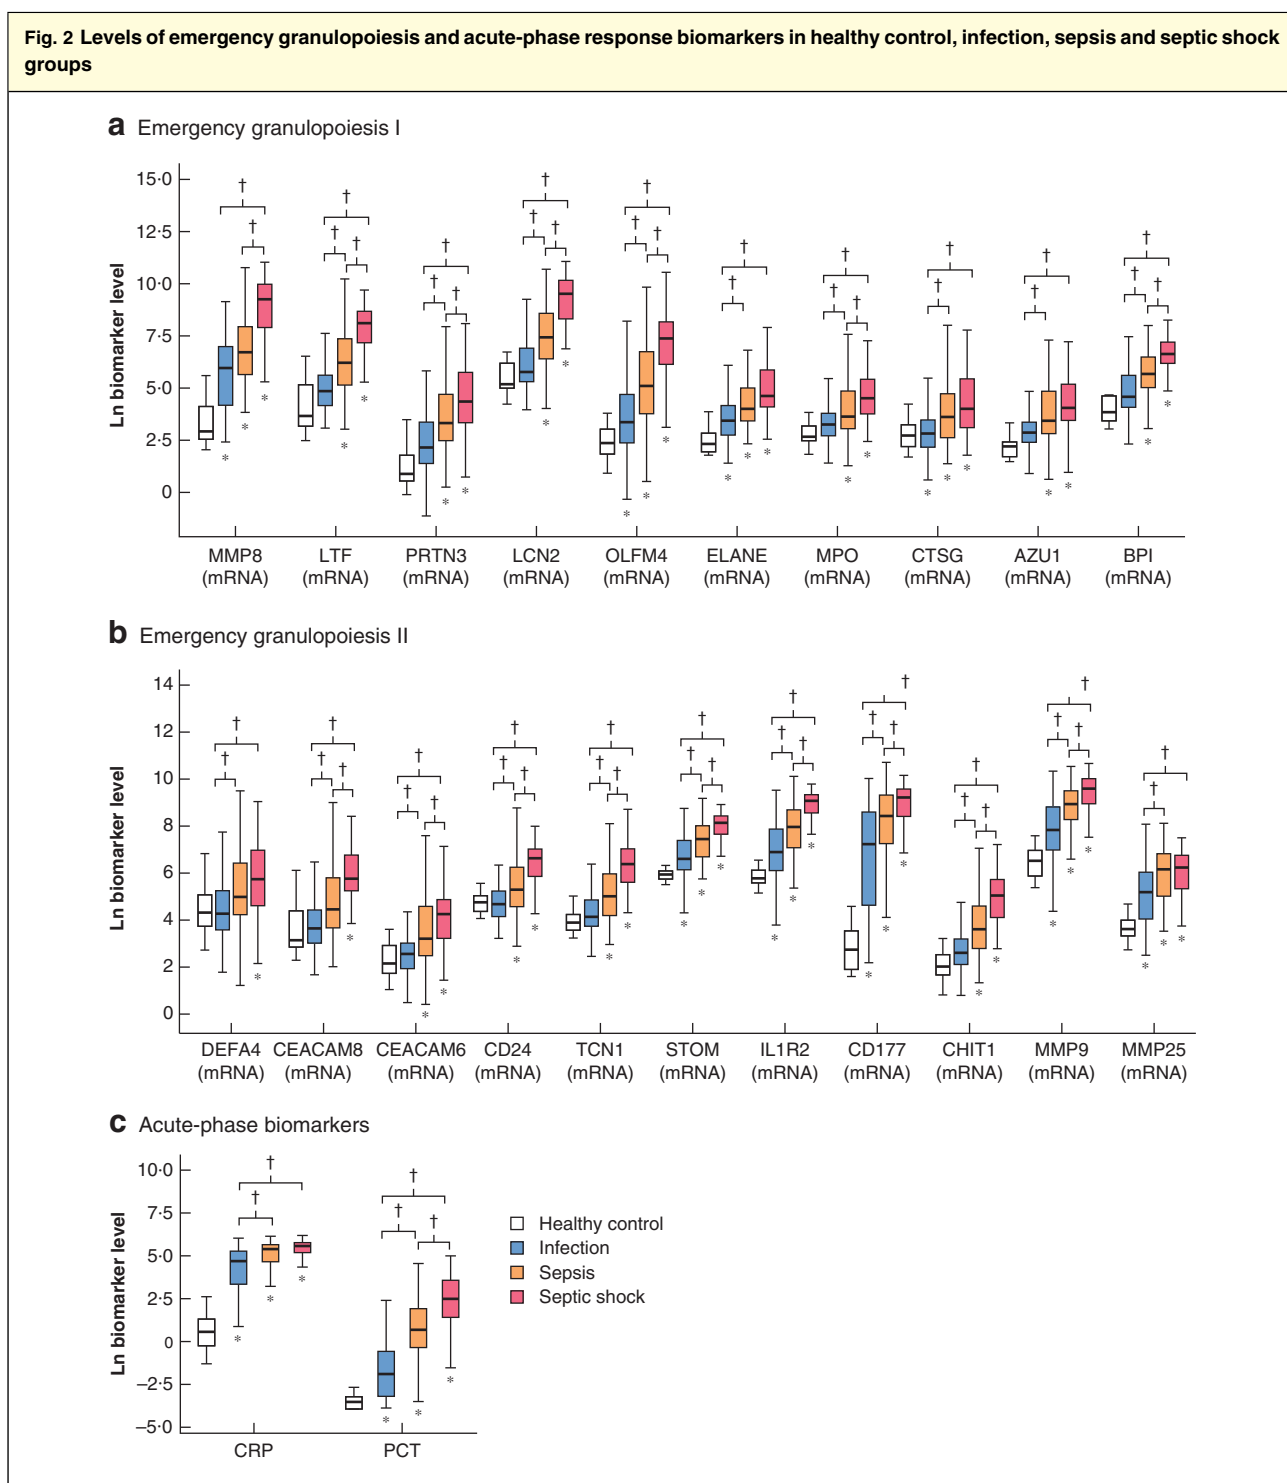 Fig. 2 Levels of emergency granulopoiesis and acute-phase response biomarkers in healthy control, infection, sepsis and septic shock
groups
a Emergency granulopoiesis I
Ln biomarker level
15·0
12·5
10·0
7·5
5·0
2·5
0
† † † † † † † † † † † † † † † † † † † † † † † † † †
* * * * * * * * * * * * * * * * * * * * * * *
MMP8 LTF PRTN3 LCN2 OLFM4 ELANE MPO CTSG AZU1 BPI
(mRNA) (mRNA) (mRNA) (mRNA) (mRNA) (mRNA) (mRNA) (mRNA) (mRNA) (mRNA)
b Emergency granulopoiesis II
Ln biomarker level
14
12
10
8
6
4
2
0
† † † † † † † † † † † † † † † † † † † † † † † † † † † † † † †
* * * * * * * * * * * * * * * * * * * * * * * *
DEFA4 CEACAM8 CEACAM6 CD24 TCN1 STOM IL1R2 CD177 CHIT1 MMP9 MMP25
(mRNA) (mRNA) (mRNA) (mRNA) (mRNA) (mRNA) (mRNA) (mRNA) (mRNA) (mRNA) (mRNA)
c Acute-phase biomarkers
Ln biomarker level
10·0
7·5
5·0
2·5
0
–2·5
–5·0
† † † † †
* * * * * *
CRP PCT
Healthy control
Infection
Sepsis
Septic shock